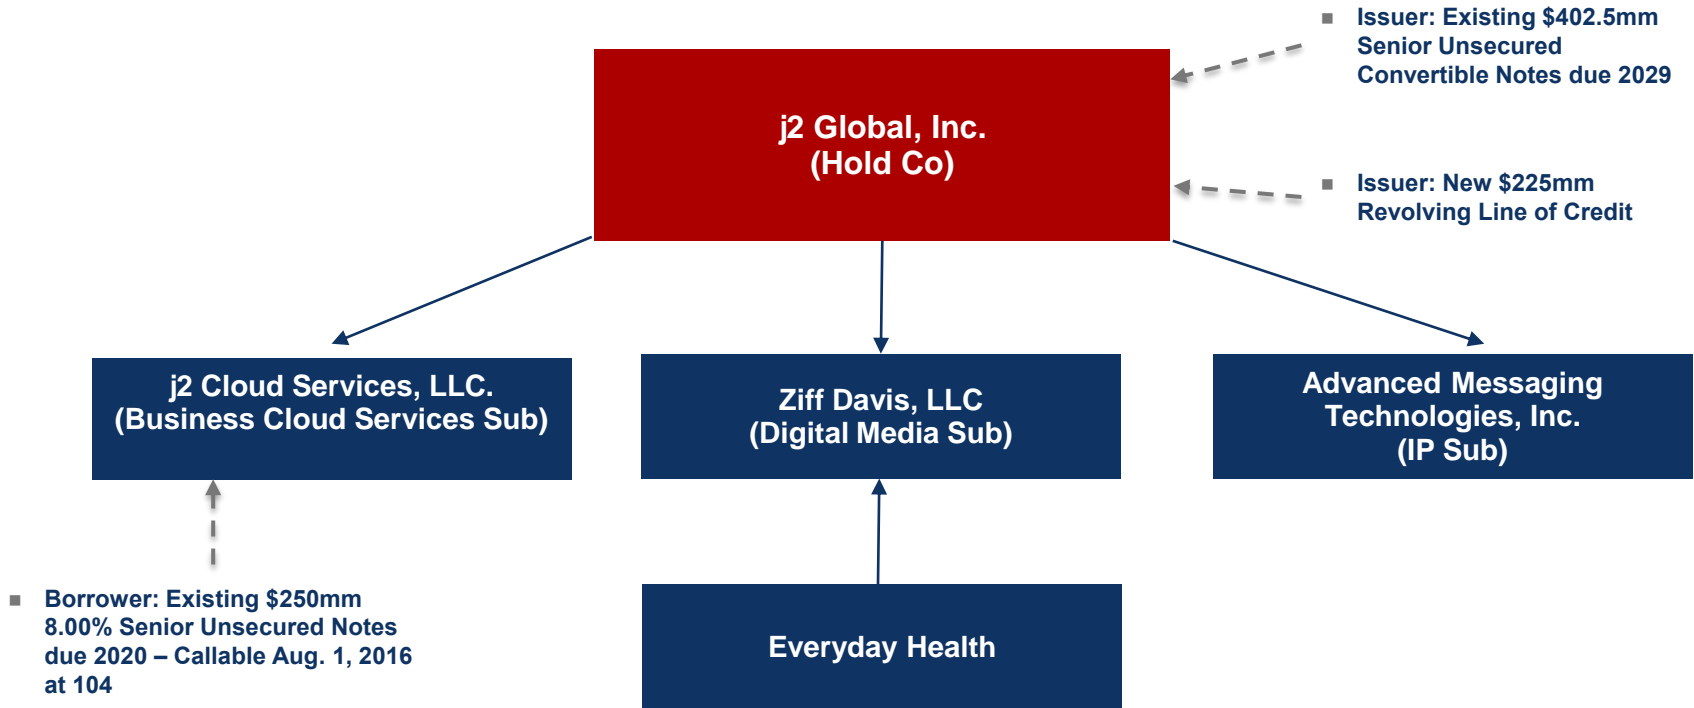 ■ Issuer: Existing $402.5mm
Senior Unsecured
Convertible Notes due 2029
j2 Global, Inc.
(Hold Co)
■ Issuer: New $225mm
Revolving Line of Credit
j2 Cloud Services, LLC.
(Business Cloud Services Sub)
Ziff Davis, LLC
(Digital Media Sub)
Advanced Messaging
Technologies, Inc.
(IP Sub)
■ Borrower: Existing $250mm
8.00% Senior Unsecured Notes
due 2020 – Callable Aug. 1, 2016
at 104
Everyday Health